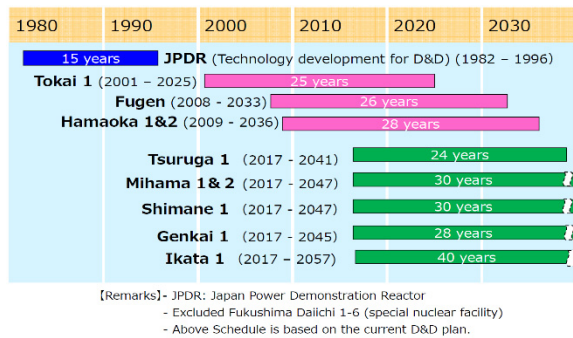 1980 1990 2000 2010 2020 2030
15 years JPDR (Technology development for D&D) (1982 – 1996)
Tokai 1 (2001 – 2025) 25 years
Fugen (2008 - 2033) 26 years
Hamaoka 1&2 (2009 - 2036) 28 years
Tsuruga 1 (2017 - 2041) 24 years
Mihama 1& 2 (2017 - 2047) 30 years
Shimane 1 (2017 - 2047) 30 years
Genkai 1 (2017 - 2045) 28 years
Ikata 1 (2017 – 2057) 40 years
【Remarks】- JPDR: Japan Power Demonstration Reactor
- Excluded Fukushima Daiichi 1-6 (special nuclear facility)
- Above Schedule is based on the current D&D plan.